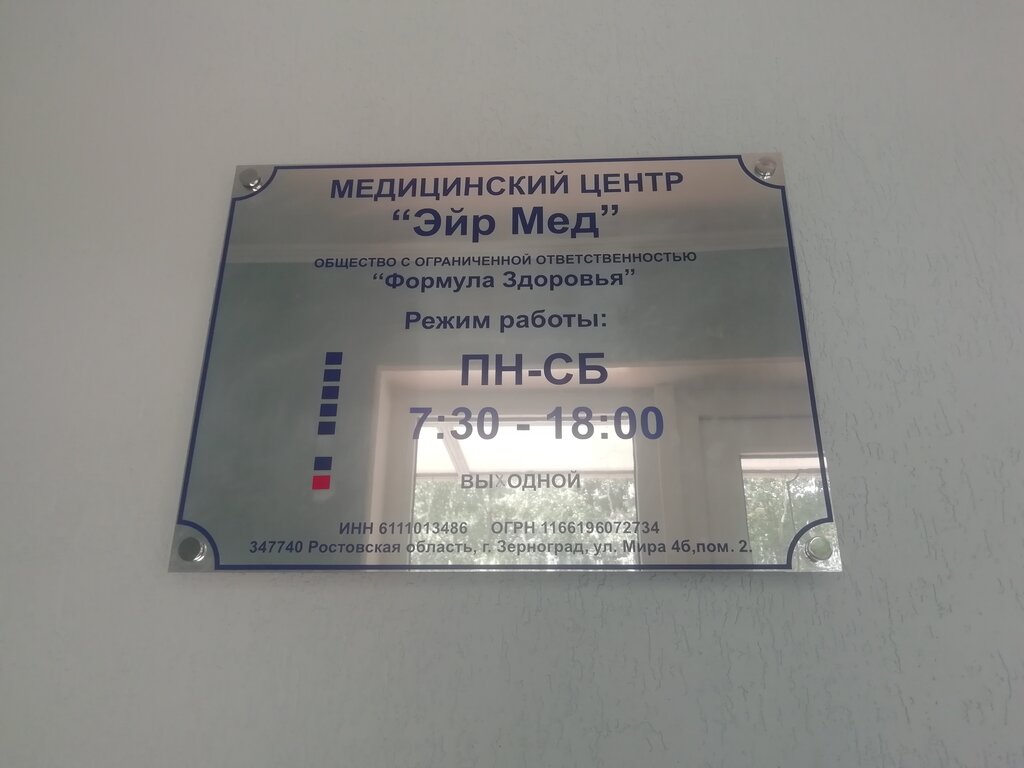 МЕДИЦИНСКИЙ ЦЕНТР
“Эйр Мед”
ОБЩЕСТВО С ОГРАНИЧЕННОЙ ОТВЕТСТВЕННОСТЬЮ
“Формула Здоровья”
Режим работы:
ПН-СБ
7:30 - 18:00
ВЫХОДНОЙ
ИНН 6111013486 ОГРН 1166196072734
347740 Ростовская область, г. Зерноград, ул. Мира 4б,пом. 2.